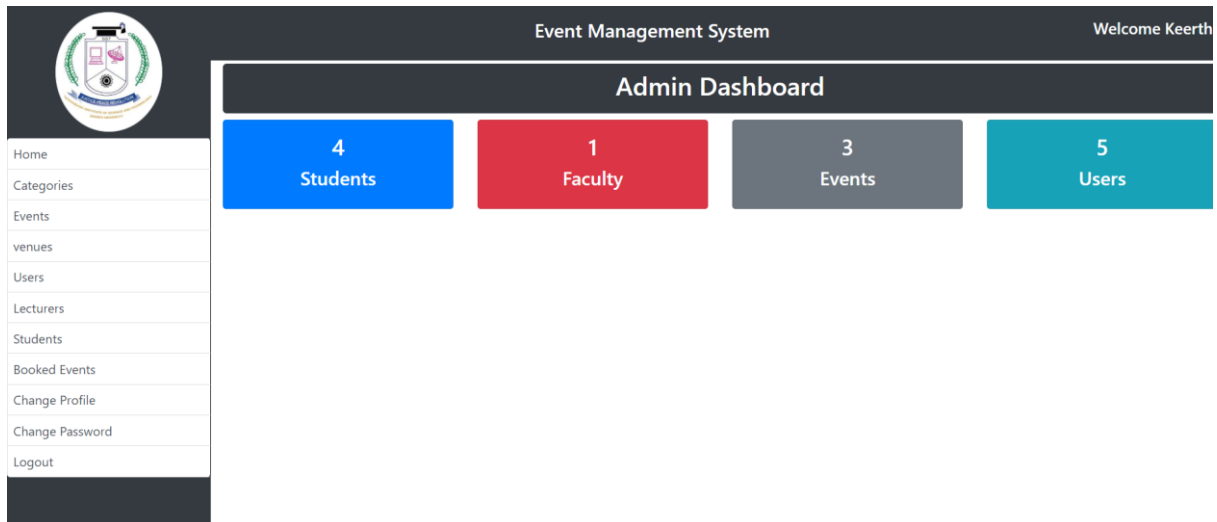 Event Management System
Welcome Keerth
Admin Dashboard
4
Students
1
Faculty
3
Events
5
Users
Home
Categories
Events
venues
Users
Lecturers
Students
Booked Events
Change Profile
Change Password
Logout